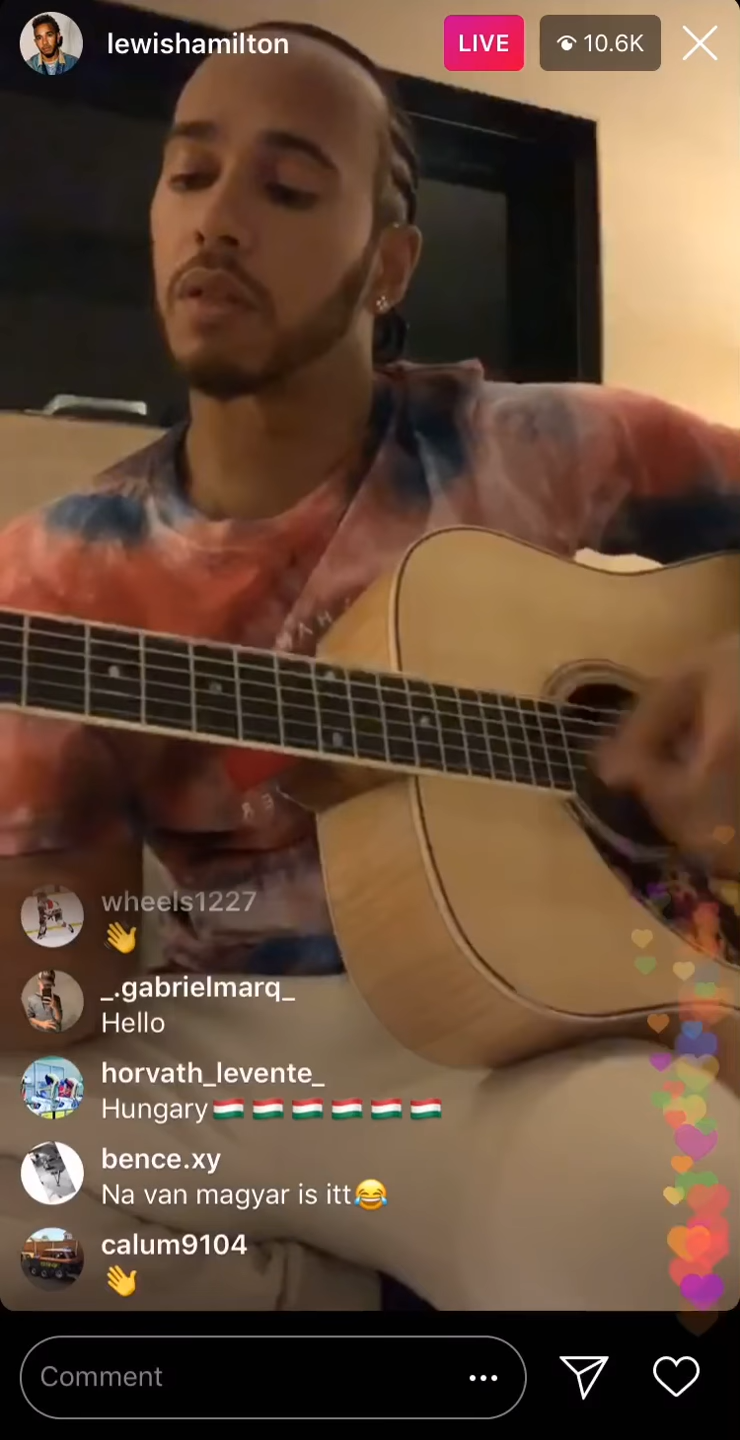 lewishamilton
LIVE
10.6K
wheels1227
👋
_.gabrielmarq_
Hello
horvath_levente_
Hungary🇭🇺🇭🇺🇭🇺🇭🇺🇭🇺🇭🇺
bence.xy
Na van magyar is itt😂
calum9104
👋
Comment